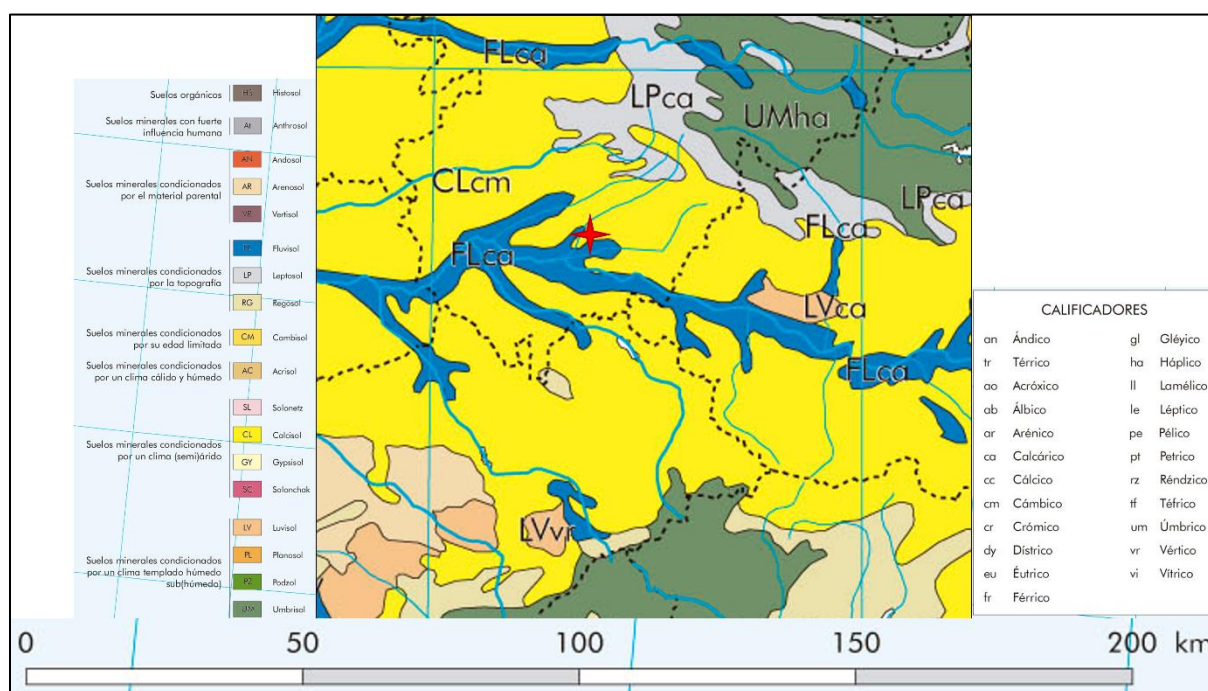 Suelos orgánicos
HS Histosol
Suelos minerales con fuerte
influencia humana
At Anthrosol
AN Andosol
Suelos minerales condicionados
por el material parental
AR Arenosol
VR Vertisol
Fluvisol
Suelos minerales condicionados
por la topografía
LP Leptosol
RG Regosol
Suelos minerales condicionados
por su edad limitada
CM Cambisol
Suelos minerales condicionados
por un clima cálido y húmedo
AC Acrisol
SL Solonetz
CL Calcisol
Suelos minerales condicionados
por un clima (semi)árido
GY Gypsisol
SC Solonchak
LV Luvisol
PL Planosol
Suelos minerales condicionados
por un clima templado húmedo
sub(húmedo)
PZ Podzol
UM Umbrisol
FLca
LPca
UMha
CLcm
LPca
FLca
FLca
LVca
FLca
LVvr
CALIFICADORES
an Ándico
tr Térrico
ao Acróxico
ab Álbico
ar Arénico
ca Calcárico
cc Cálcico
cm Cámbico
cr Crómico
dy Dístrico
eu Éutrico
fr Férrico
gl Gléyico
ha Háplico
ll Lamélico
le Léptico
pe Pélico
pt Petrico
rz Réndzico
tf Téfrico
um Úmbrico
vr Vértico
vi Vítrico
0 50 100 150 200 km